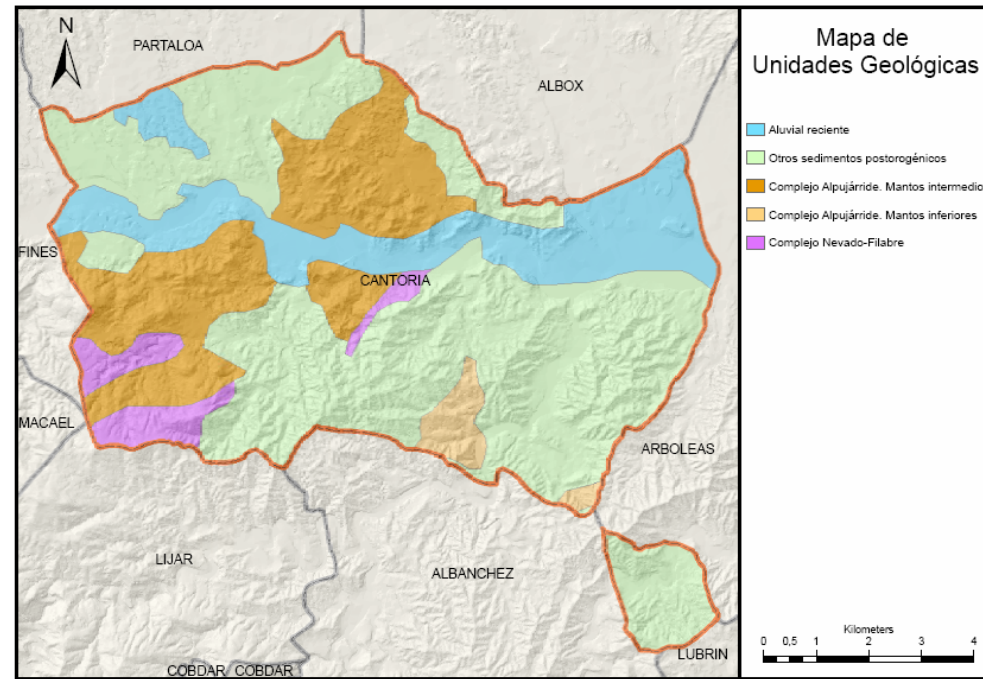 N
PARTALOA
ALBOX
FINES
CANTORIA
MACAEL
ARBOLEAS
LIJAR
ALBANCHEZ
LUBRIN
COBDAR COBDAR
Mapa de
Unidades Geológicas
Aluvial reciente
Otros sedimentos postorogénicos
Complejo Alpujárride. Mantos intermedio
Complejo Alpujárride. Mantos inferiores
Complejo Nevado-Filabre
Kilometers
0 0,5 1 2 3 4